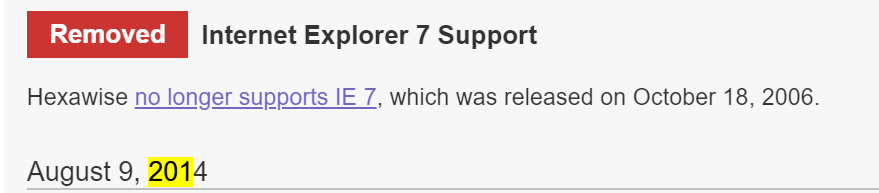 Removed Internet Explorer 7 Support
Hexawise no longer supports IE 7, which was released on October 18, 2006.
August 9, 2014